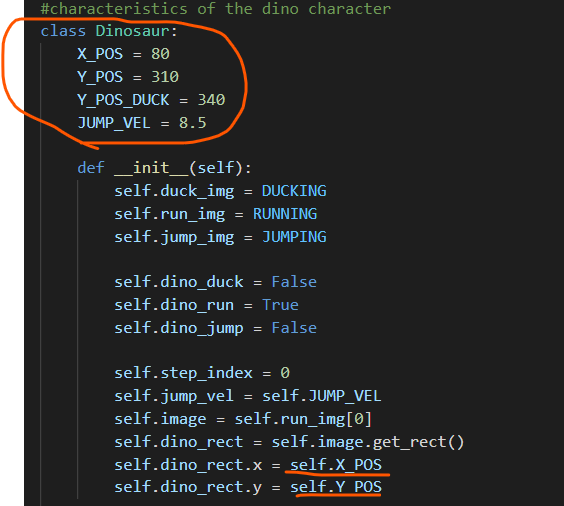 #characteristics of the dino character
class Dinosaur:
    X_POS = 80
    Y_POS = 310
    Y_POS_DUCK = 340
    JUMP_VEL = 8.5

    def __init__(self):
        self.duck_img = DUCKING
        self.run_img = RUNNING
        self.jump_img = JUMPING

        self.dino_duck = False
        self.dino_run = True
        self.dino_jump = False

        self.step_index = 0
        self.jump_vel = self.JUMP_VEL
        self.image = self.run_img[0]
        self.dino_rect = self.image.get_rect()
        self.dino_rect.x = self.X_POS
        self.dino_rect.y = self.Y_POS